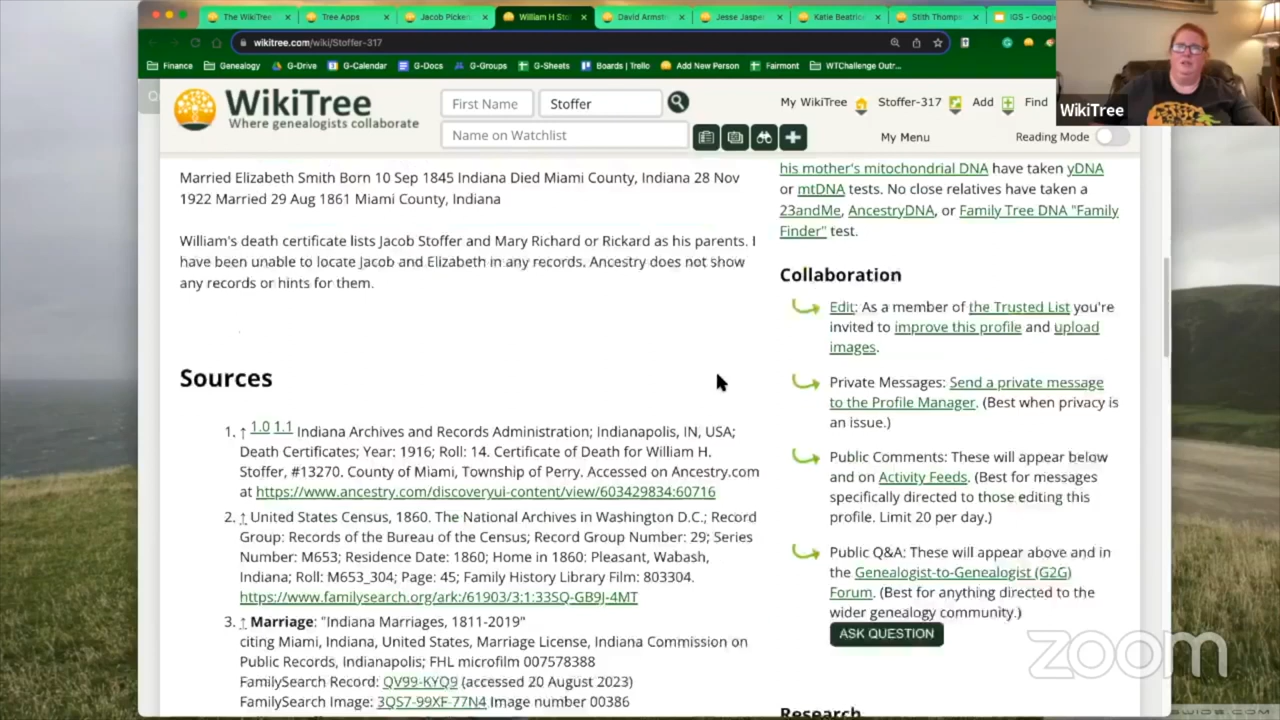 The WikiTree
Tree Apps
Jacob Picker
William H Sto
David Armst
Jesse Jasper
Katie Beatric
Stith Thomp
IGS - Googl
wikitree.com/wiki/Stoffer-317
Finance
Genealogy
G-Drive
G-Calendar
G-Docs
G-Groups
G-Sheets
Boards | Trello
Add New Person
Fairmont
WTChallenge Outr...
WikiTree
WikiTree
Where genealogists collaborate
First Name
Stoffer
Name on Watchlist
My WikiTree
Stoffer-317
Add
Find
My Menu
Reading Mode
Married Elizabeth Smith Born 10 Sep 1845 Indiana Died Miami County, Indiana 28 Nov
1922 Married 29 Aug 1861 Miami County, Indiana
William's death certificate lists Jacob Stoffer and Mary Richard or Rickard as his parents. I
have been unable to locate Jacob and Elizabeth in any records. Ancestry does not show
any records or hints for them.
Sources
1. ↑ 1.0 1.1 Indiana Archives and Records Administration; Indianapolis, IN, USA;
Death Certificates; Year: 1916; Roll: 14. Certificate of Death for William H.
Stoffer, #13270. County of Miami, Township of Perry. Accessed on Ancestry.com
at https://www.ancestry.com/discoveryui-content/view/603429834:60716
2. ↑ United States Census, 1860. The National Archives in Washington D.C.; Record
Group: Records of the Bureau of the Census; Record Group Number: 29; Series
Number: M653; Residence Date: 1860; Home in 1860: Pleasant, Wabash,
Indiana; Roll: M653_304; Page: 45; Family History Library Film: 803304.
https://www.familysearch.org/ark:/61903/3:1:33SQ-GB9J-4MT
3. ↑ Marriage: "Indiana Marriages, 1811-2019"
citing Miami, Indiana, United States, Marriage License, Indiana Commission on
Public Records, Indianapolis; FHL microfilm 007578388
FamilySearch Record: QV99-KYQ9 (accessed 20 August 2023)
FamilySearch Image: 3QS7-99XF-77N4 Image number 00386
his mother's mitochondrial DNA have taken yDNA
or mtDNA tests. No close relatives have taken a
23andMe, AncestryDNA, or Family Tree DNA "Family
Finder" test.
Collaboration
Edit: As a member of the Trusted List you're
invited to improve this profile and upload
images.
Private Messages: Send a private message
to the Profile Manager. (Best when privacy is
an issue.)
Public Comments: These will appear below
and on Activity Feeds. (Best for messages
specifically directed to those editing this
profile. Limit 20 per day.)
Public Q&A: These will appear above and in
the Genealogist-to-Genealogist (G2G)
Forum. (Best for anything directed to the
wider genealogy community.)
ASK QUESTION
Research
zoom